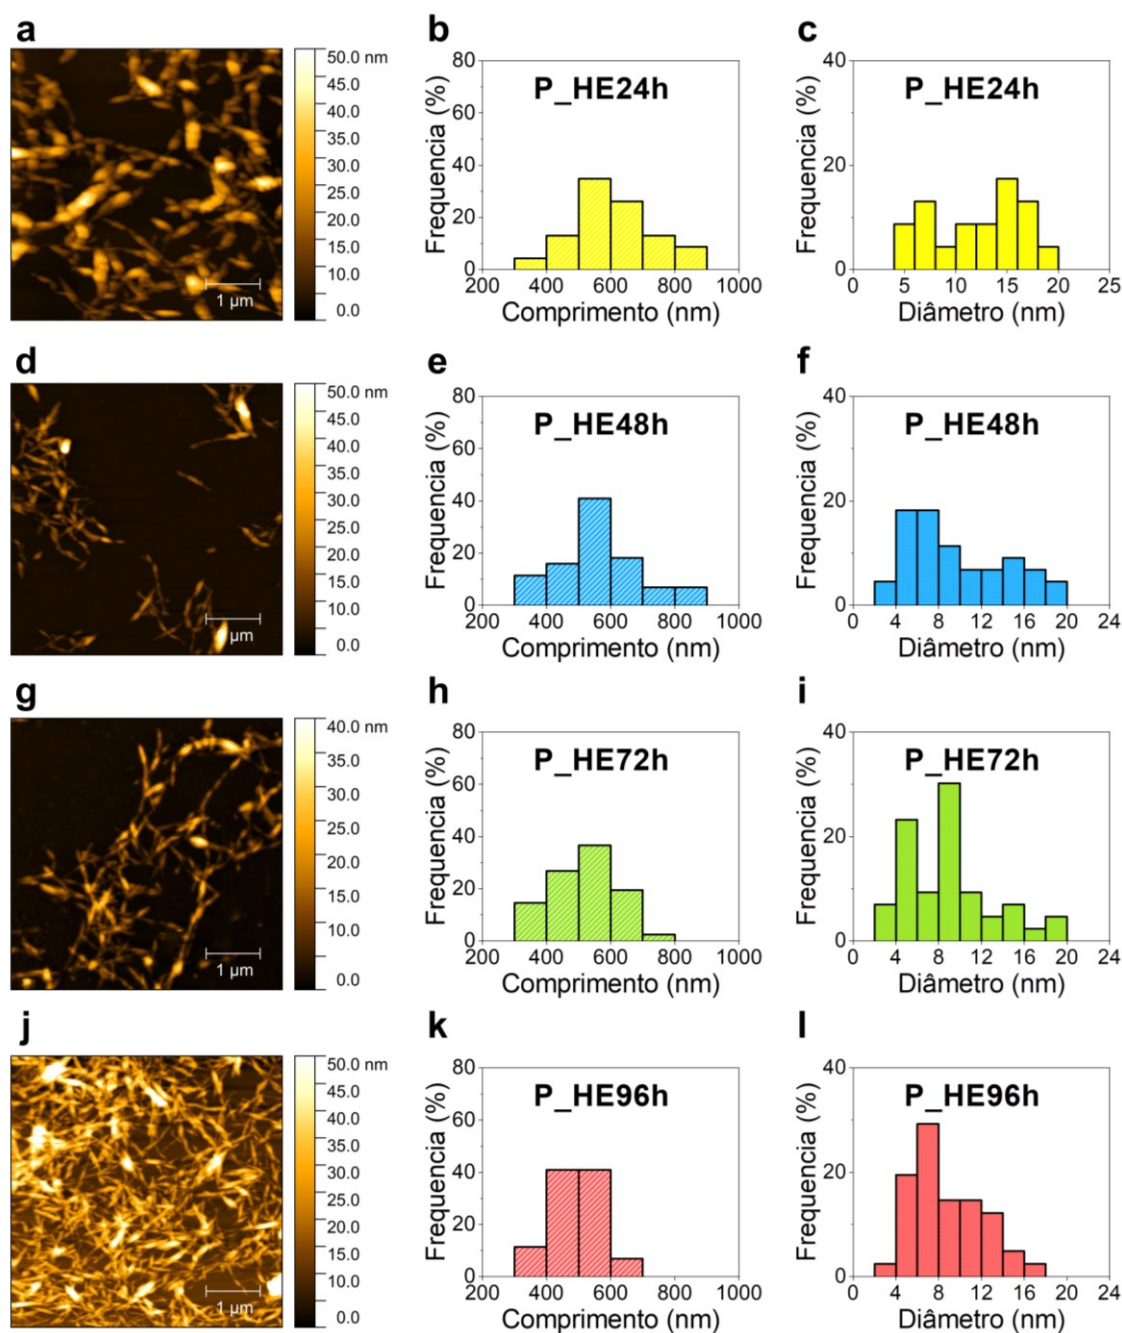 a
50.0 nm
45.0
40.0
35.0
30.0
25.0
20.0
15.0
10.0
0.0
1 µm
b
P_HE24h
Frequencia (%)
80
60
40
20
0
200 400 600 800 1000
Comprimento (nm)
c
P_HE24h
Frequencia (%)
40
20
0
0 5 10 15 20 25
Diâmetro (nm)
d
50.0 nm
45.0
40.0
35.0
30.0
25.0
20.0
15.0
10.0
0.0
µm
e
P_HE48h
Frequencia (%)
80
60
40
20
0
200 400 600 800 1000
Comprimento (nm)
f
P_HE48h
Frequencia (%)
40
20
0
0 4 8 12 16 20 24
Diâmetro (nm)
g
40.0 nm
35.0
30.0
25.0
20.0
15.0
10.0
0.0
1 µm
h
P_HE72h
Frequencia (%)
80
60
40
20
0
200 400 600 800 1000
Comprimento (nm)
i
P_HE72h
Frequencia (%)
40
20
0
0 4 8 12 16 20 24
Diâmetro (nm)
j
50.0 nm
45.0
40.0
35.0
30.0
25.0
20.0
15.0
10.0
0.0
1 µm
k
P_HE96h
Frequencia (%)
80
60
40
20
0
200 400 600 800 1000
Comprimento (nm)
l
P_HE96h
Frequencia (%)
40
20
0
0 4 8 12 16 20 24
Diâmetro (nm)